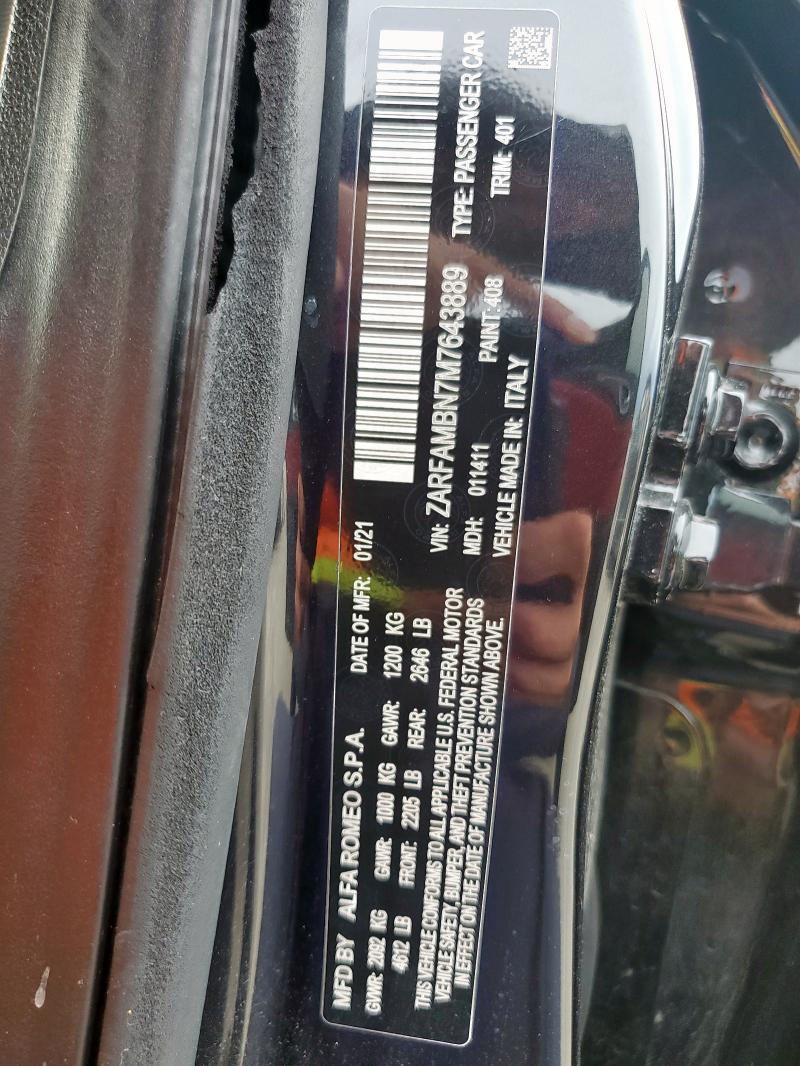 MFD BY ALFA ROMEO S.P.A. DATE OF MFR: 01/21
GVWR: 2092 KG GAWR: 1000 KG GAWR: 1200 KG
4612 LB FRONT: 2205 LB REAR: 2646 LB
THIS VEHICLE CONFORMS TO ALL APPLICABLE U.S. FEDERAL MOTOR
VEHICLE SAFETY, BUMPER, AND THEFT PREVENTION STANDARDS
IN EFFECT ON THE DATE OF MANUFACTURE SHOWN ABOVE.
VIN: ZARFAMBN7M7643889 TYPE: PASSENGER CAR
MDH: 011411 PAINT: 408 TRIM: 401
VEHICLE MADE IN: ITALY